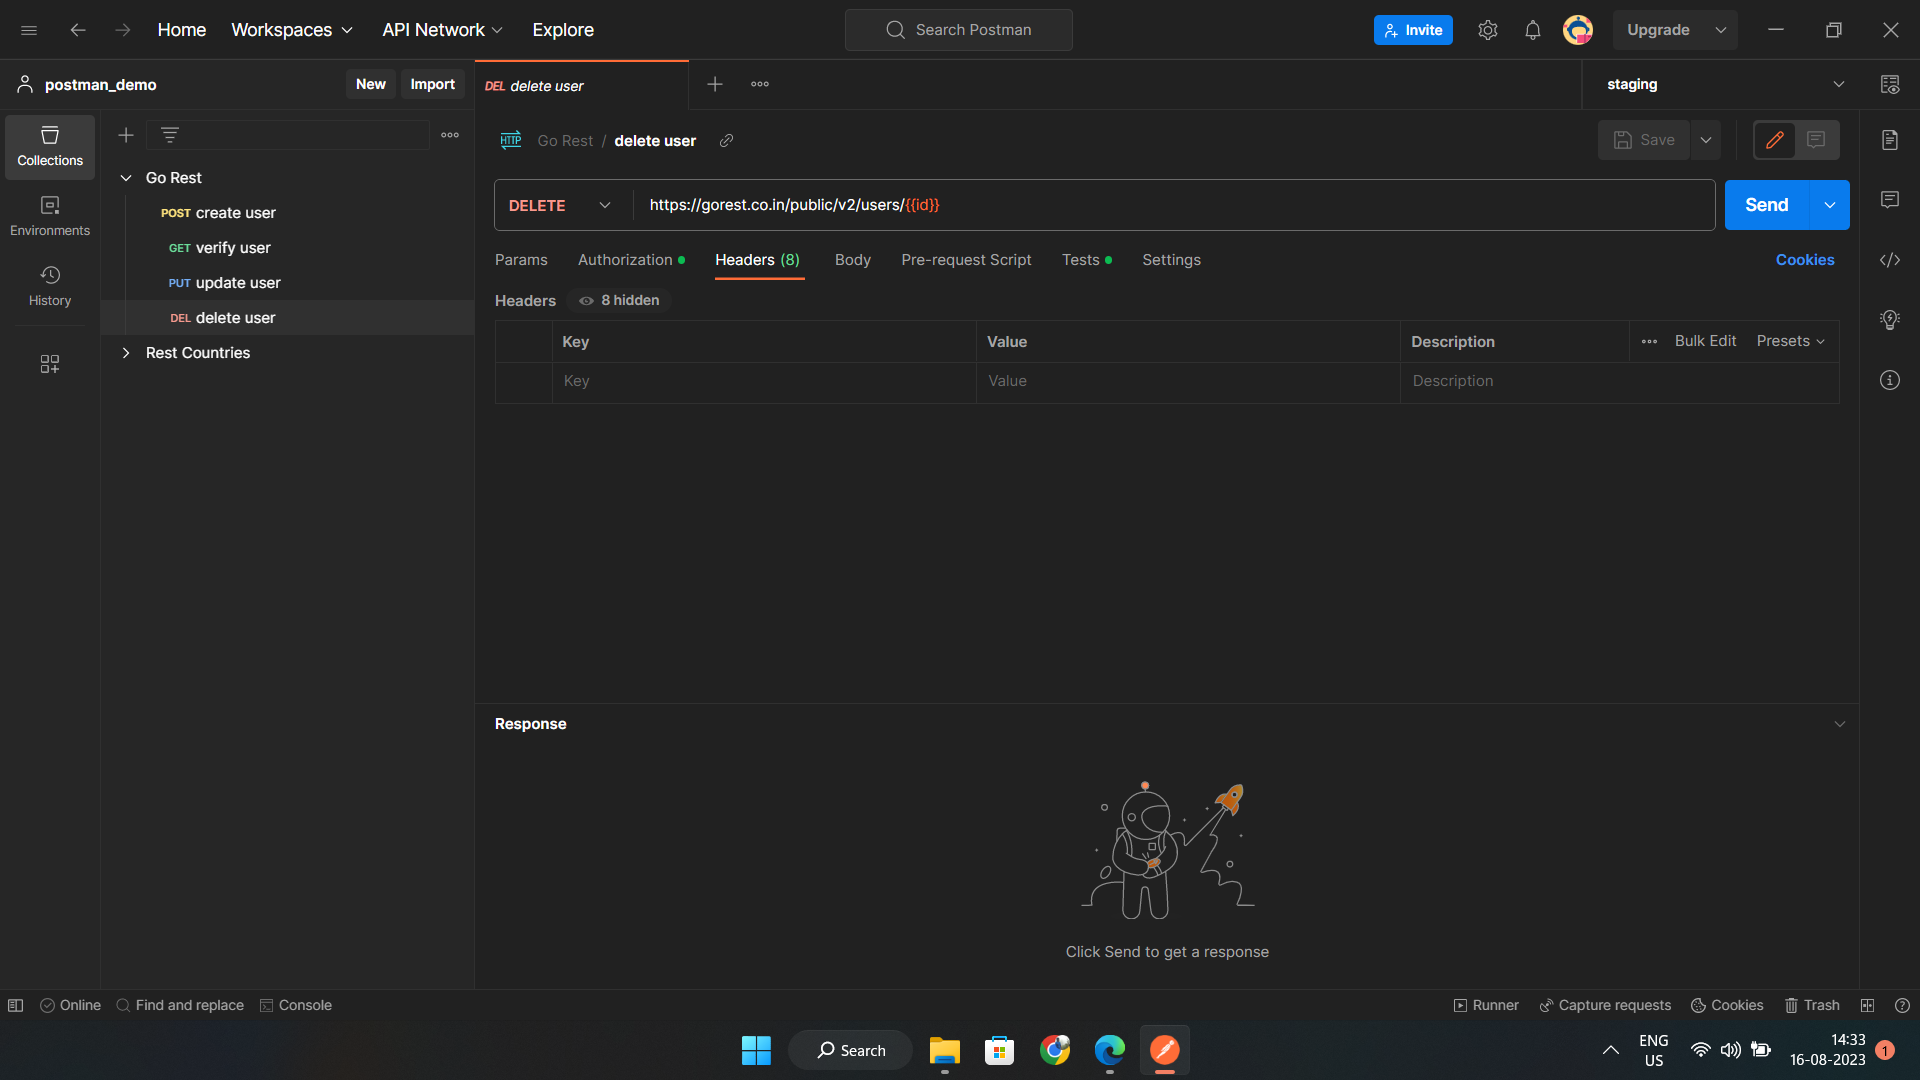 Home Workspaces API Network Explore Search Postman Invite Upgrade
postman_demo New Import DEL delete user staging
Collections
Environments
History
Go Rest
POST create user
GET verify user
PUT update user
DEL delete user
Rest Countries
HTTP Go Rest / delete user Save
DELETE https://gorest.co.in/public/v2/users/{{id}} Send
Params Authorization Headers (8) Body Pre-request Script Tests Settings Cookies
Headers 8 hidden
Key Value Description Bulk Edit Presets
Key Value Description
Response
Click Send to get a response
Online Find and replace Console Runner Capture requests Cookies Trash
Search
ENG
US
14:33
16-08-2023
1